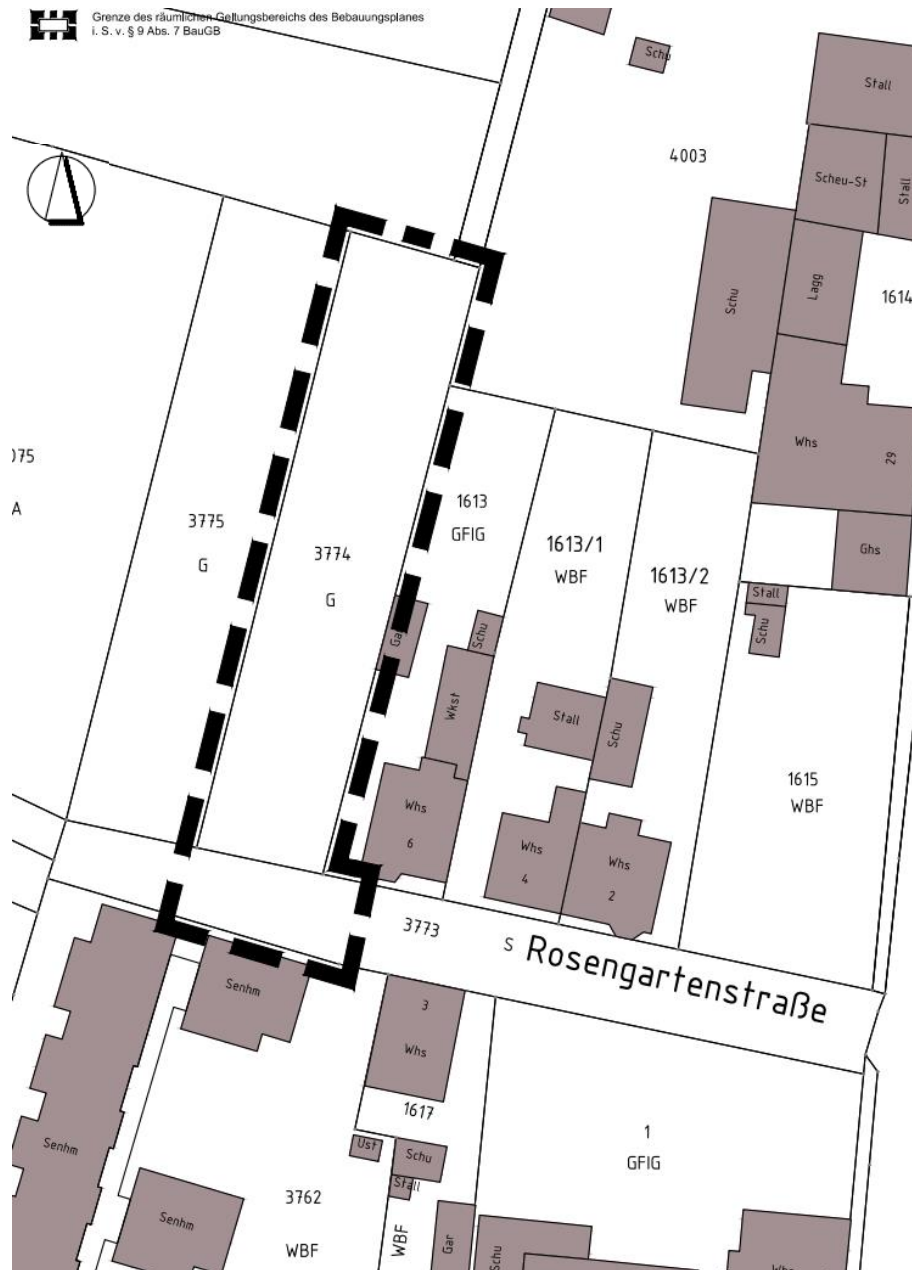 Grenze des räumlichen Geltungsbereichs des Bebauungsplanes
i. S. v. § 9 Abs. 7 BauGB
Schu
Stall
4003
Scheu-St
Stall
Lagg
Schu
1614
Whs
29
075
A
3775
G
3774
G
1613
GFIG
1613/1
WBF
1613/2
WBF
Ghs
Stall
Schu
Schu
Wkst
Stall
Schu
1615
WBF
Whs
6
Whs
4
Whs
2
3773
S
Rosengartenstraße
Senhm
3
Whs
1617
1
GFIG
Senhm
Ust
Schu
Stall
3762
WBF
Senhm
WBF
Gar
Schu